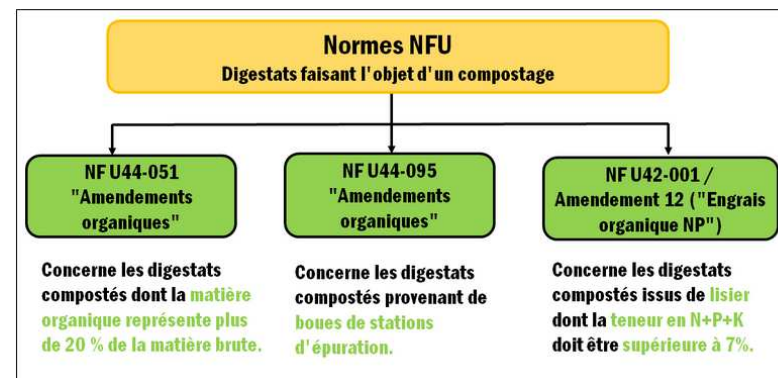 Normes NFU
Digestats faisant l'objet d'un compostage
NF U44-051
"Amendements
organiques"
NF U44-095
"Amendements
organiques"
NF U42-001 /
Amendement 12 ("Engrais
organique NP")
Concerne les digestats
compostés dont la matière
organique représente plus
de 20 % de la matière brute.
Concerne les digestats
compostés provenant de
boues de stations
d'épuration.
Concerne les digestats
compostés issus de lisier
dont la teneur en N+P+K
doit être supérieure à 7%.